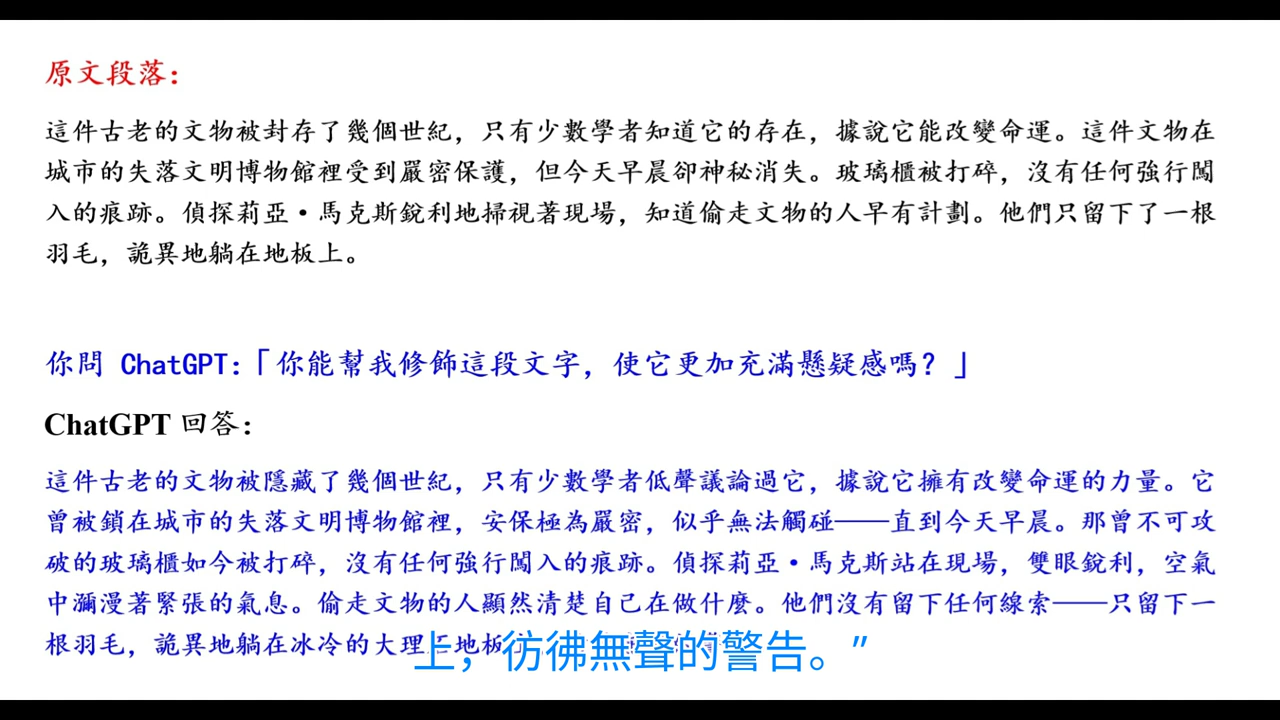 原文段落：
這件古老的文物被封存了幾個世紀，只有少數學者知道它的存在，據說它能改變命運。這件文物在
城市的失落文明博物館裡受到嚴密保護，但今天早晨卻神秘消失。玻璃櫃被打碎，沒有任何強行闖
入的痕跡。偵探莉亞·馬克斯銳利地掃視著現場，知道偷走文物的人早有計劃。他們只留下了一根
羽毛，詭異地躺在地板上。
你問 ChatGPT:「你能幫我修飾這段文字，使它更加充滿懸疑感嗎？」
ChatGPT 回答：
這件古老的文物被隱藏了幾個世紀，只有少數學者低聲議論過它，據說它擁有改變命運的力量。它
曾被鎖在城市的失落文明博物館裡，安保極為嚴密，似乎無法觸碰——直到今天早晨。那曾不可攻
破的玻璃櫃如今被打碎，沒有任何強行闖入的痕跡。偵探莉亞·馬克斯站在現場，雙眼銳利，空氣
中瀰漫著緊張的氣息。偷走文物的人顯然清楚自己在做什麼。他們沒有留下任何線索——只留下一
根羽毛，詭異地躺在冰冷的大理石地板
上，彷彿無聲的警告。”